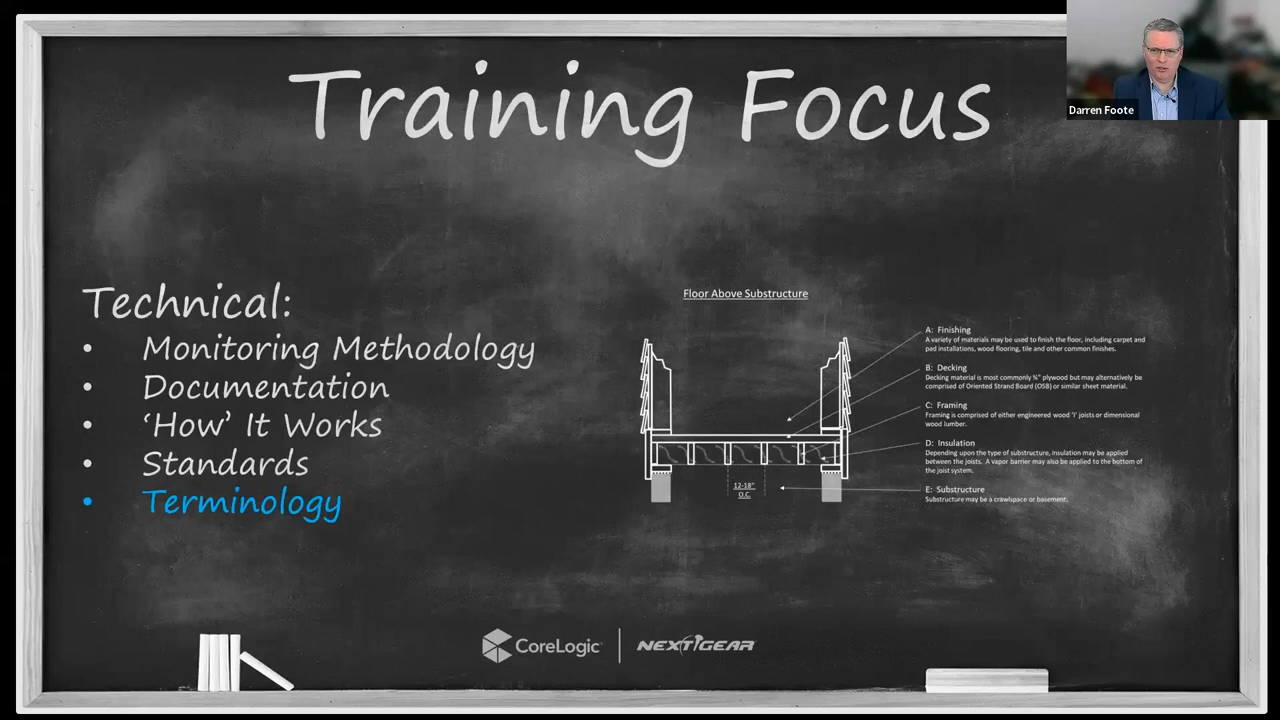 Training Focus
Darren Foote
Technical:
• Monitoring Methodology
• Documentation
• ‘How’ It Works
• Standards
• Terminology
Floor Above Substructure
12-18"
O.C.
A: Finishing
A variety of materials may be used to finish the floor, including carpet and
pad installations, wood flooring, tile and other common finishes.
B: Decking
Decking material is most commonly ¾" plywood but may alternatively be
comprised of Oriented Strand Board (OSB) or similar sheet material.
C: Framing
Framing is comprised of either engineered wood 'I' joists or dimensional
wood lumber.
D: Insulation
Depending upon the type of substructure, insulation may be applied
between the joists. A vapor barrier may also be applied to the bottom of
the joist system.
E: Substructure
Substructure may be a crawlspace or basement.
CoreLogic
NEXTGEAR